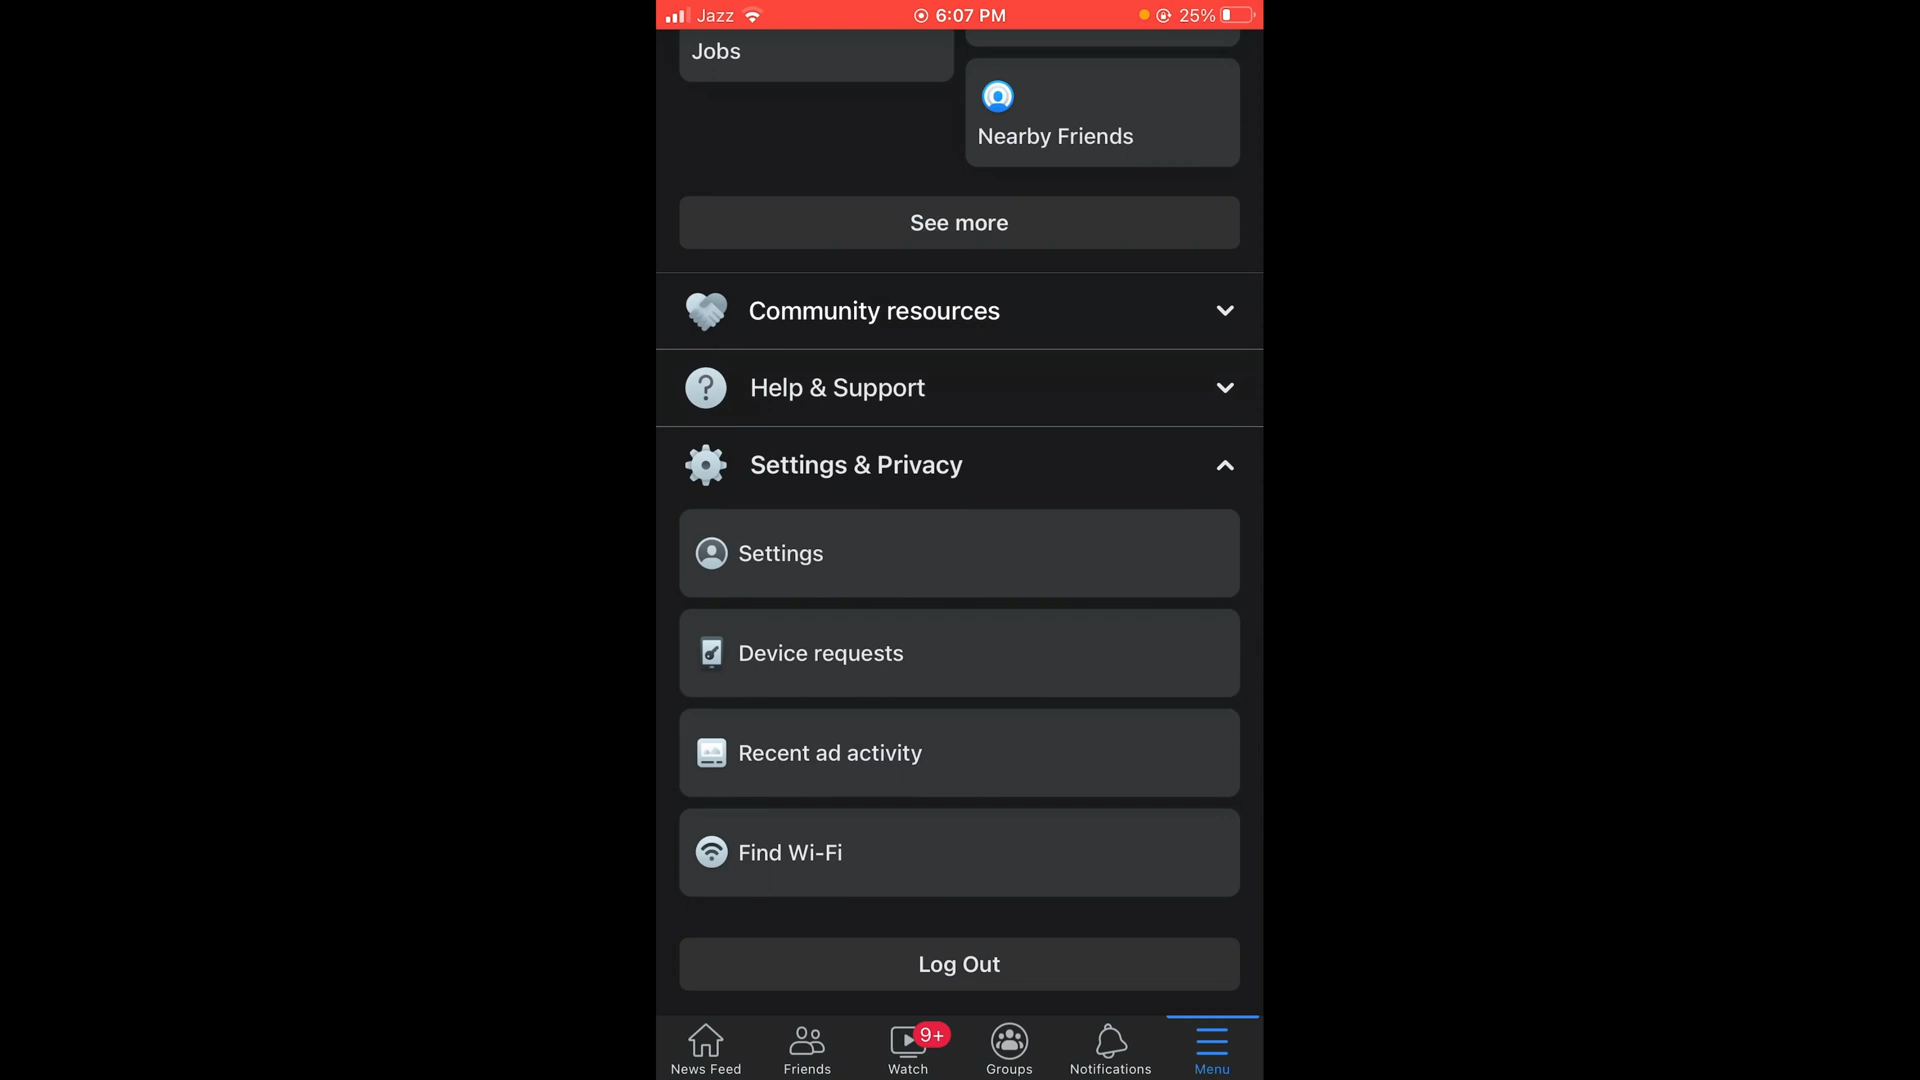 Jazz 6:07 PM 25%
Jobs
Nearby Friends
See more
Community resources
Help & Support
Settings & Privacy
Settings
Device requests
Recent ad activity
Find Wi-Fi
Log Out
9+
News Feed Friends Watch Groups Notifications Menu